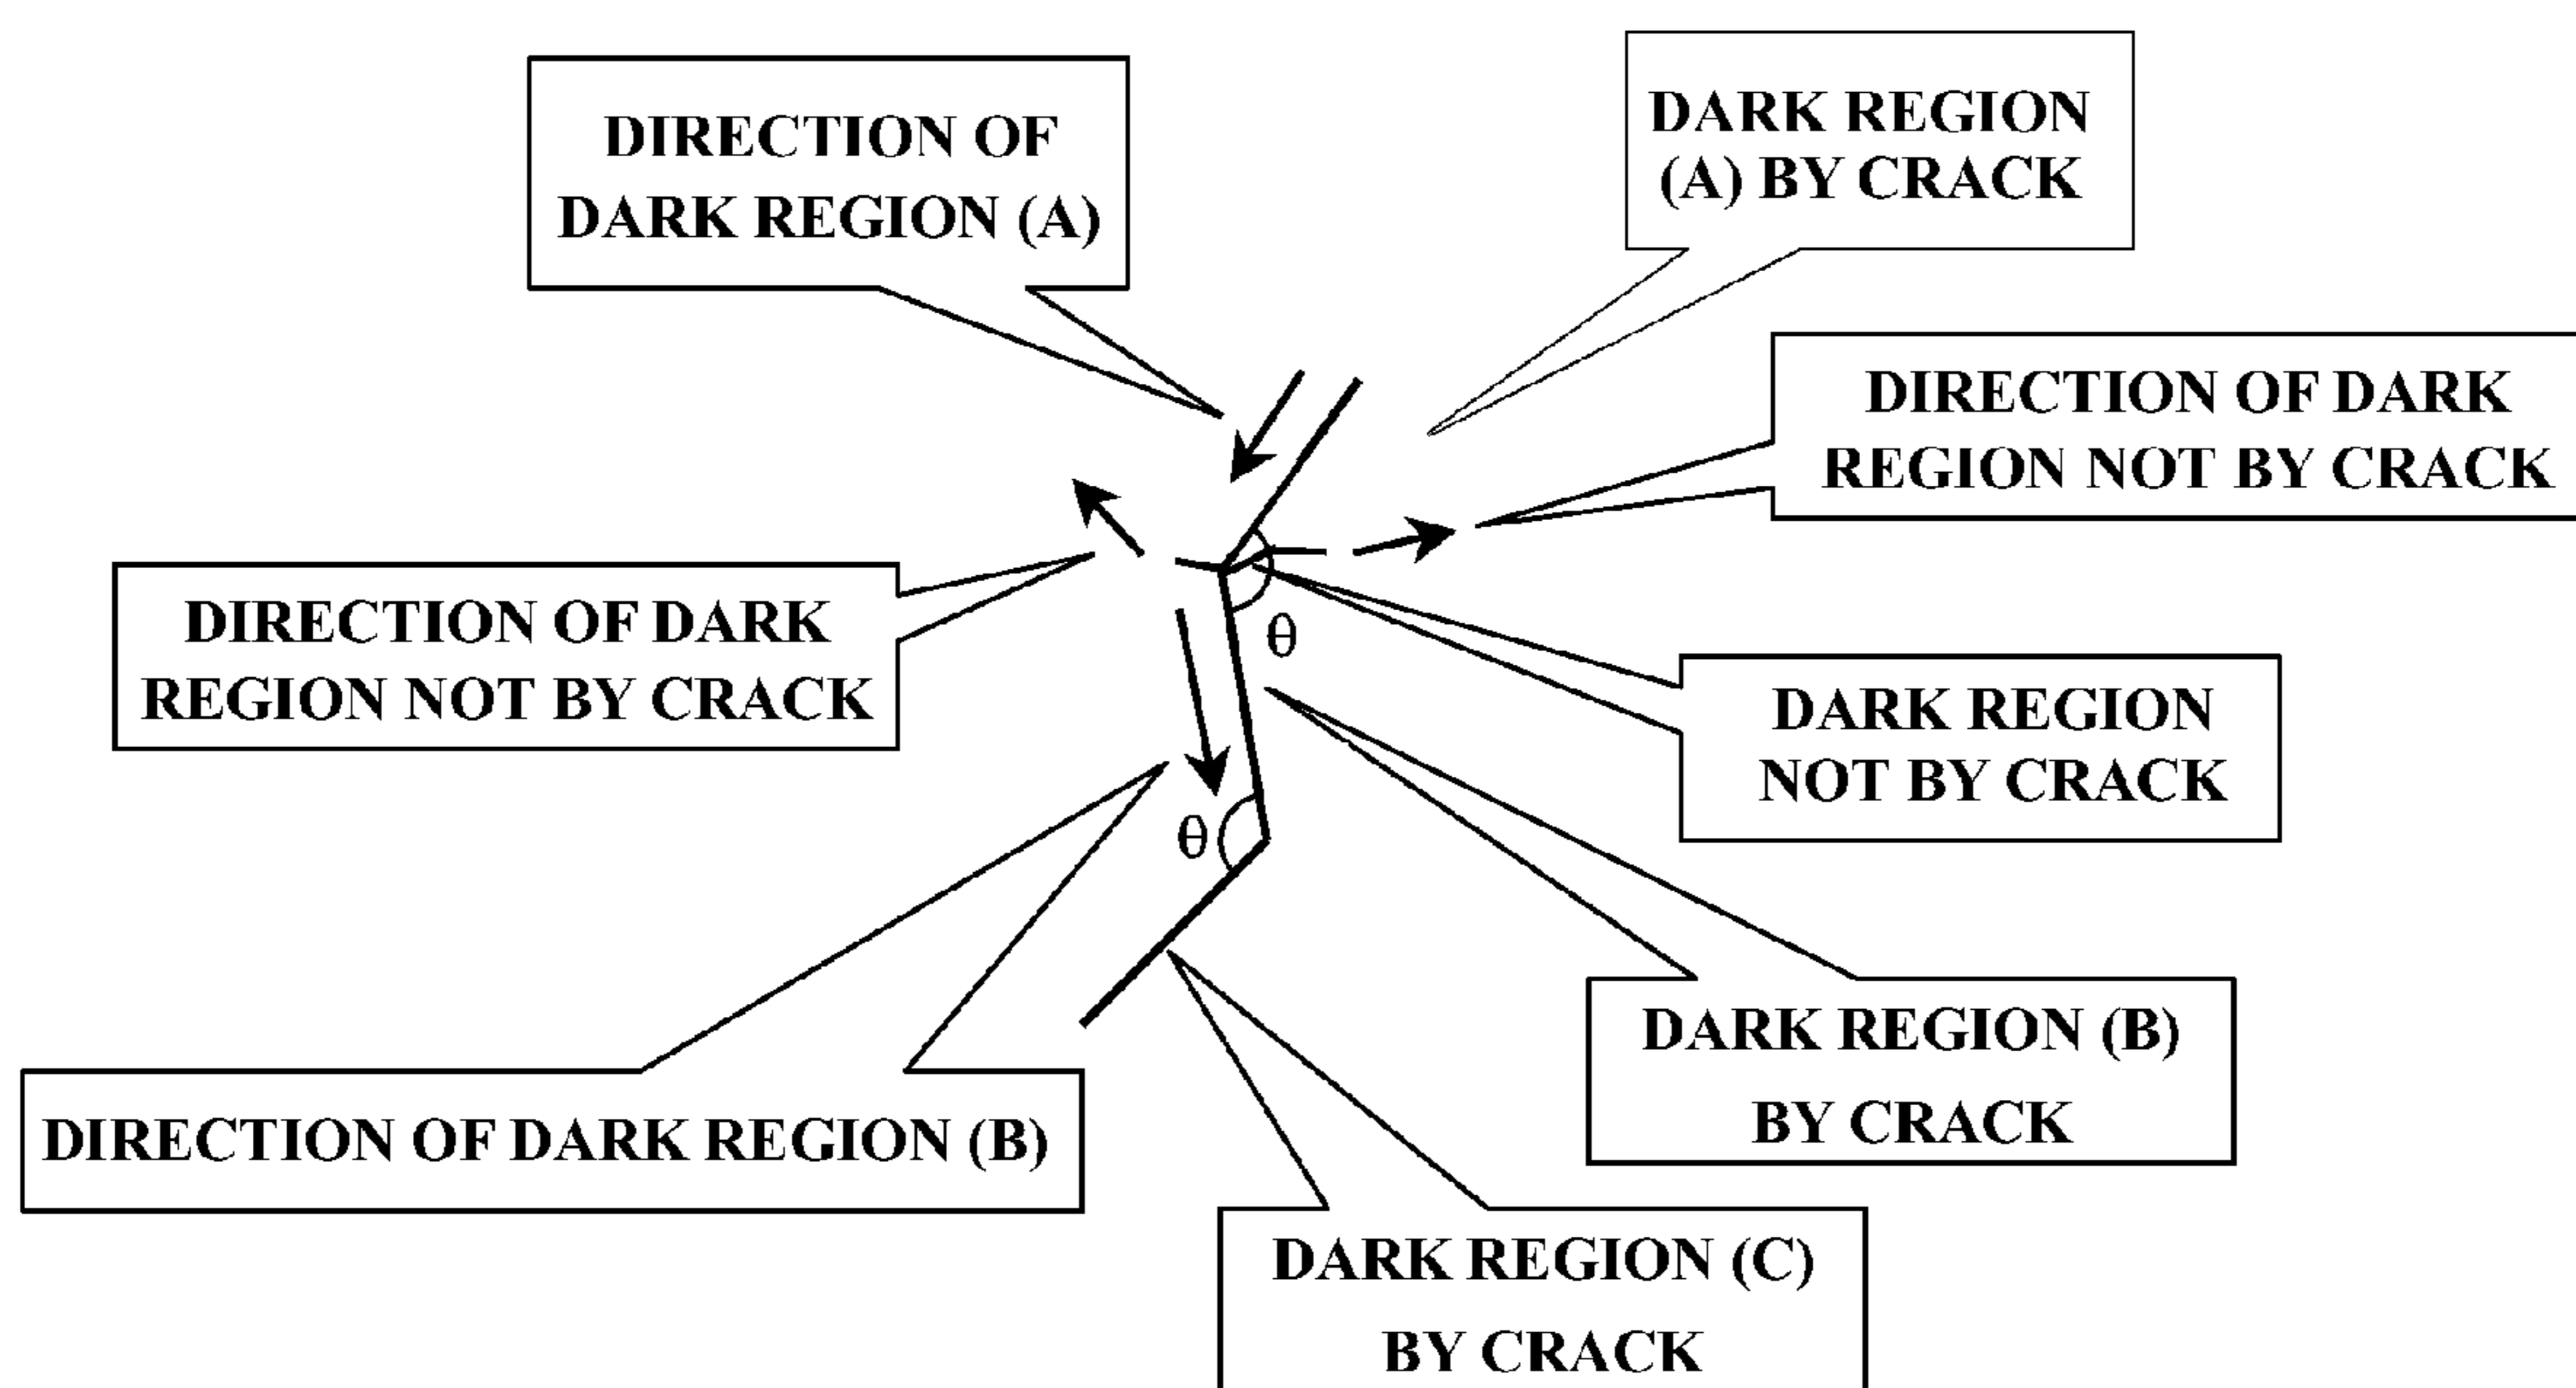 DIRECTION OF
DARK REGION (A)
DARK REGION
(A) BY CRACK
DIRECTION OF DARK
REGION NOT BY CRACK
DIRECTION OF DARK
REGION NOT BY CRACK
θ
DARK REGION
NOT BY CRACK
θ
DARK REGION (B)
BY CRACK
DIRECTION OF DARK REGION (B)
DARK REGION (C)
BY CRACK